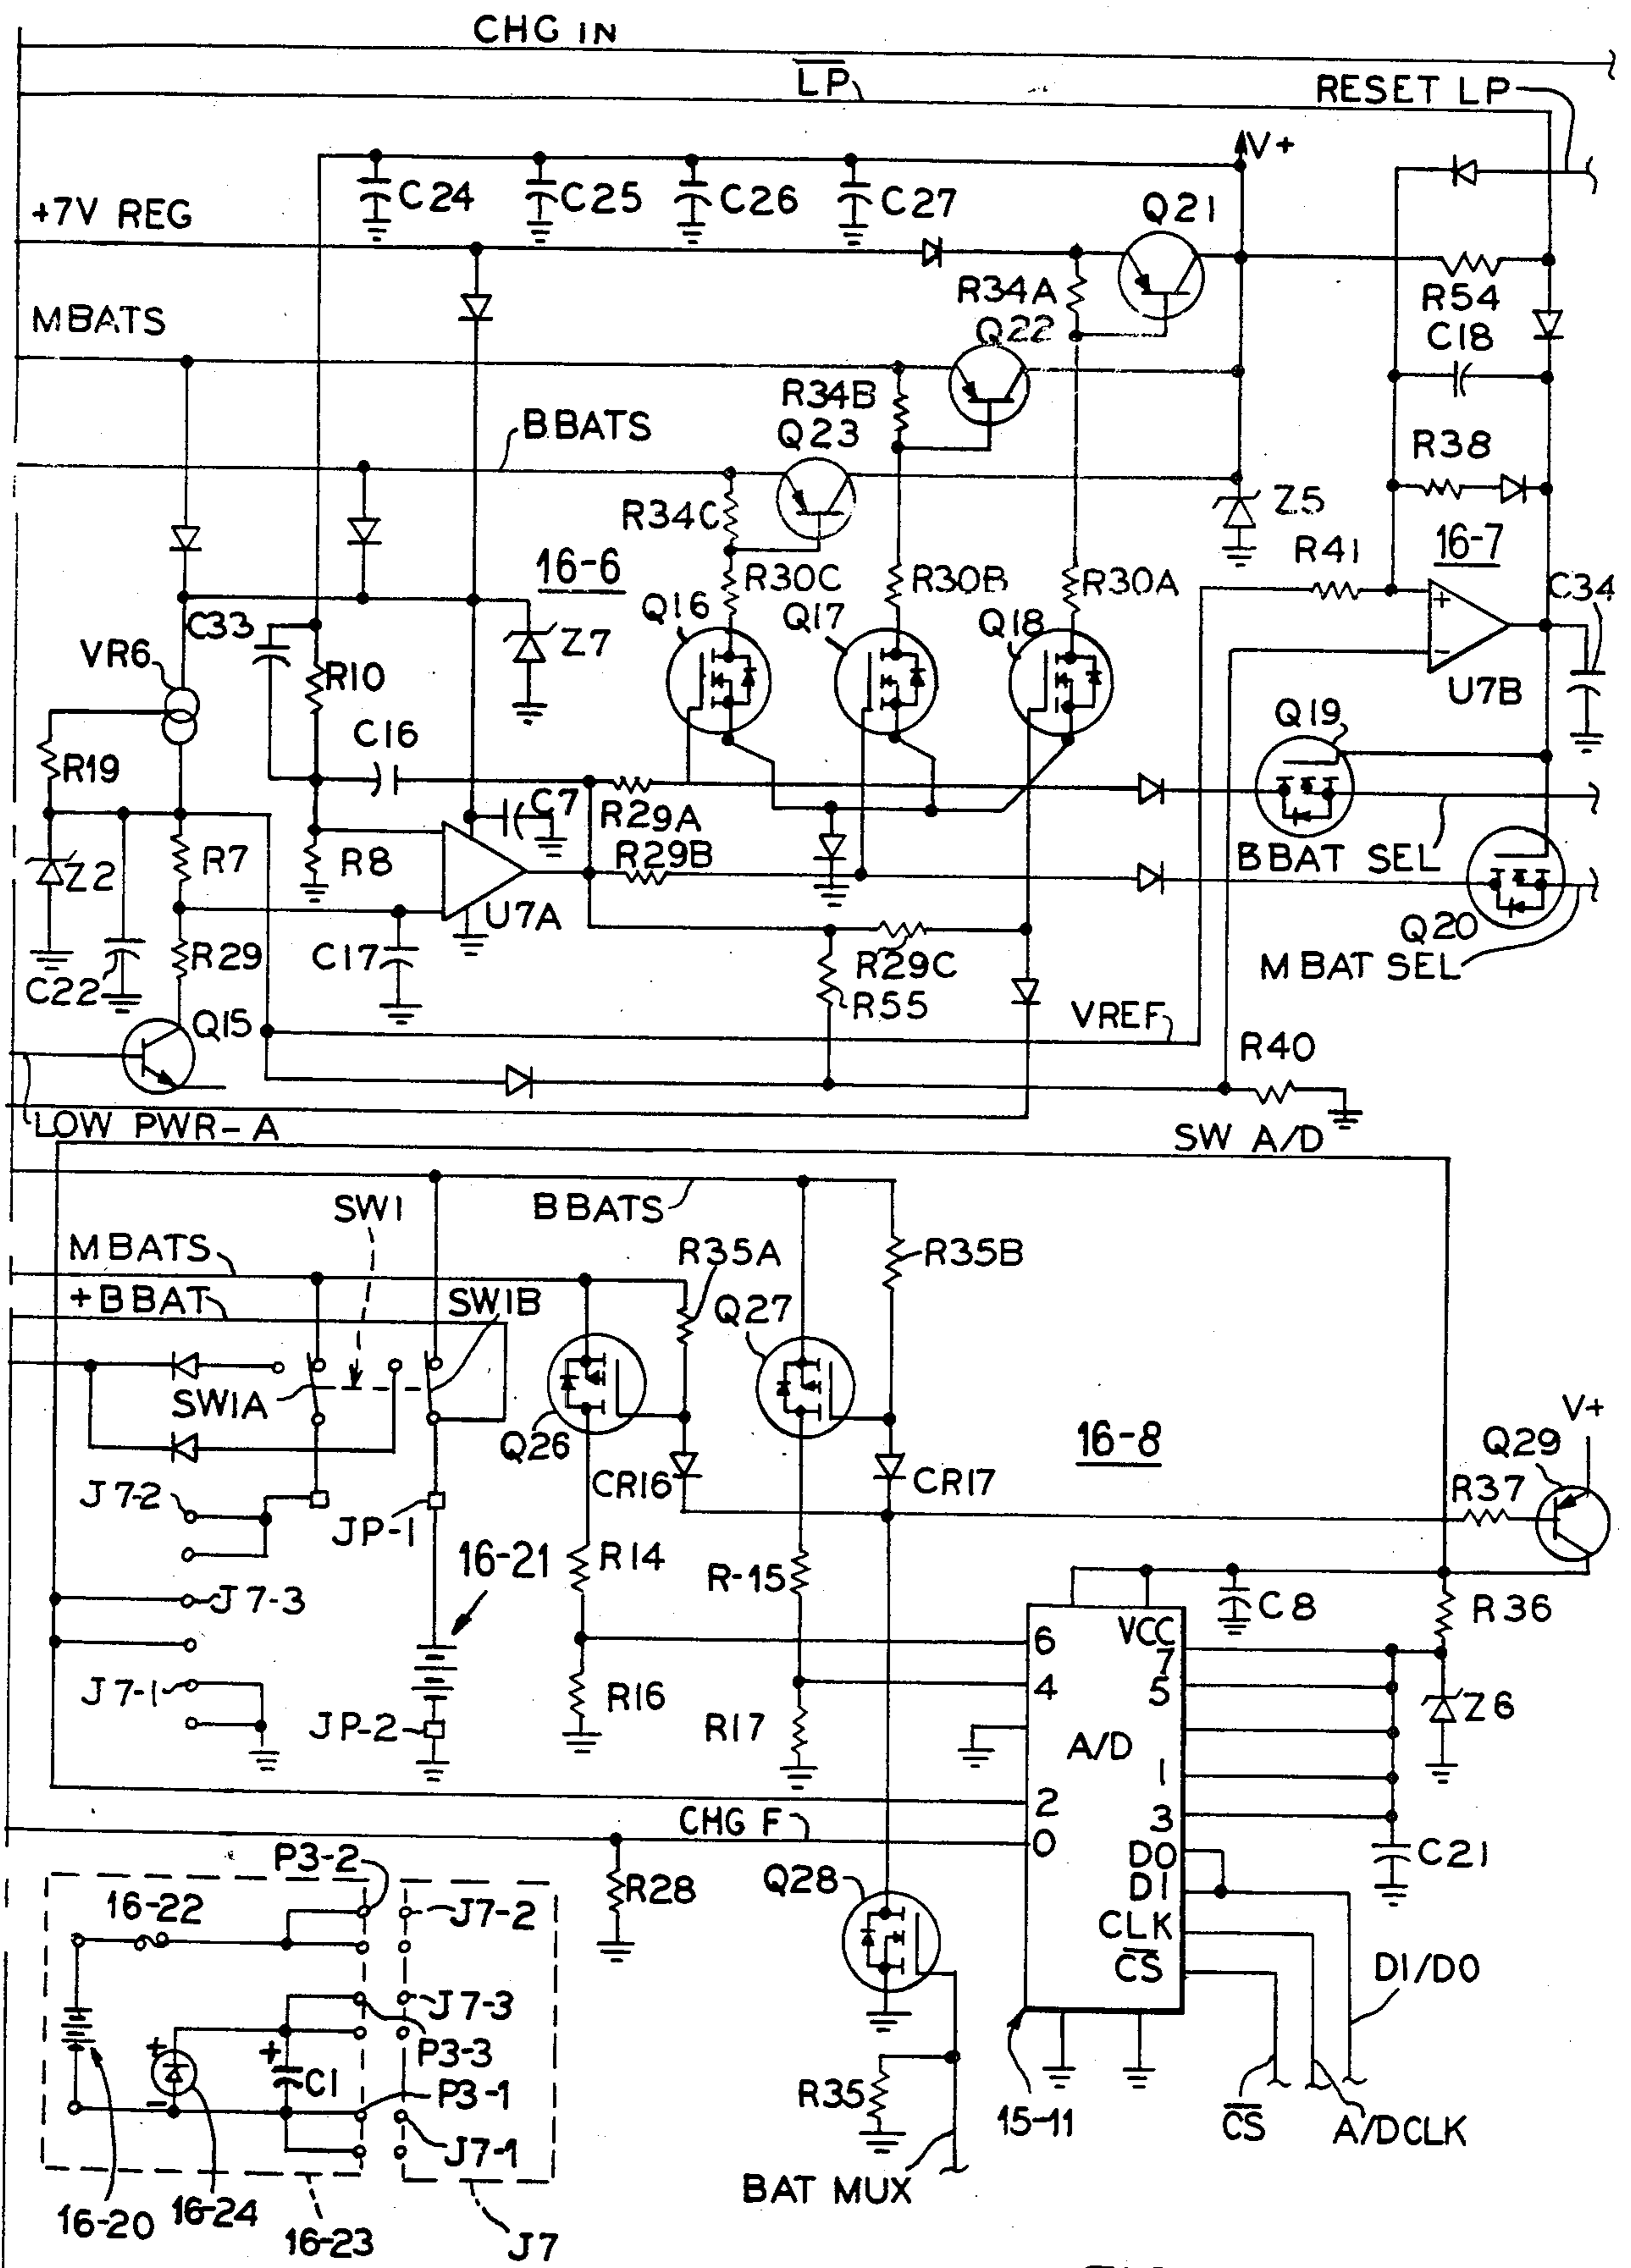 CHG IN
LP
RESET LP
V+
C24
C25
C26
C27
Q21
+7V REG
R34A
R54
Q22
C18
MBATS
R34B
Q23
R38
BBATS
R34C
Z5
16-6
16-7
R41
R30C
R30B
R30A
C34
C33
Q16
Q17
Q18
Z7
VR6
R10
U7B
Q19
C16
R19
C7
R29A
BBAT SEL
R29B
Z2
R7
R8
U7A
Q20
R29
C17
R29C
MBAT SEL
C22
R55
Q15
VREF
R40
LOW PWR-A
SW A/D
SW1
BBATS
MBATS
R35A
R35B
+BBAT
SW1B
Q27
SW1A
V+
Q26
16-8
Q29
CR16
CR17
R37
J7-2
JP-1
16-21
R14
R-15
C8
R36
J7-3
6
VCC
7
4
5
J7-1
R16
Z6
JP-2
R17
A/D
1
2
3
CHG F
0
P3-2
D0
C21
16-22
J7-2
R28
Q28
D1
CLK
CS
DI/DO
J7-3
+
+
P3-3
C1
P3-1
R35
-
15-11
CS
A/DCLK
J7-1
BAT MUX
16-20
16-24
16-23
J7